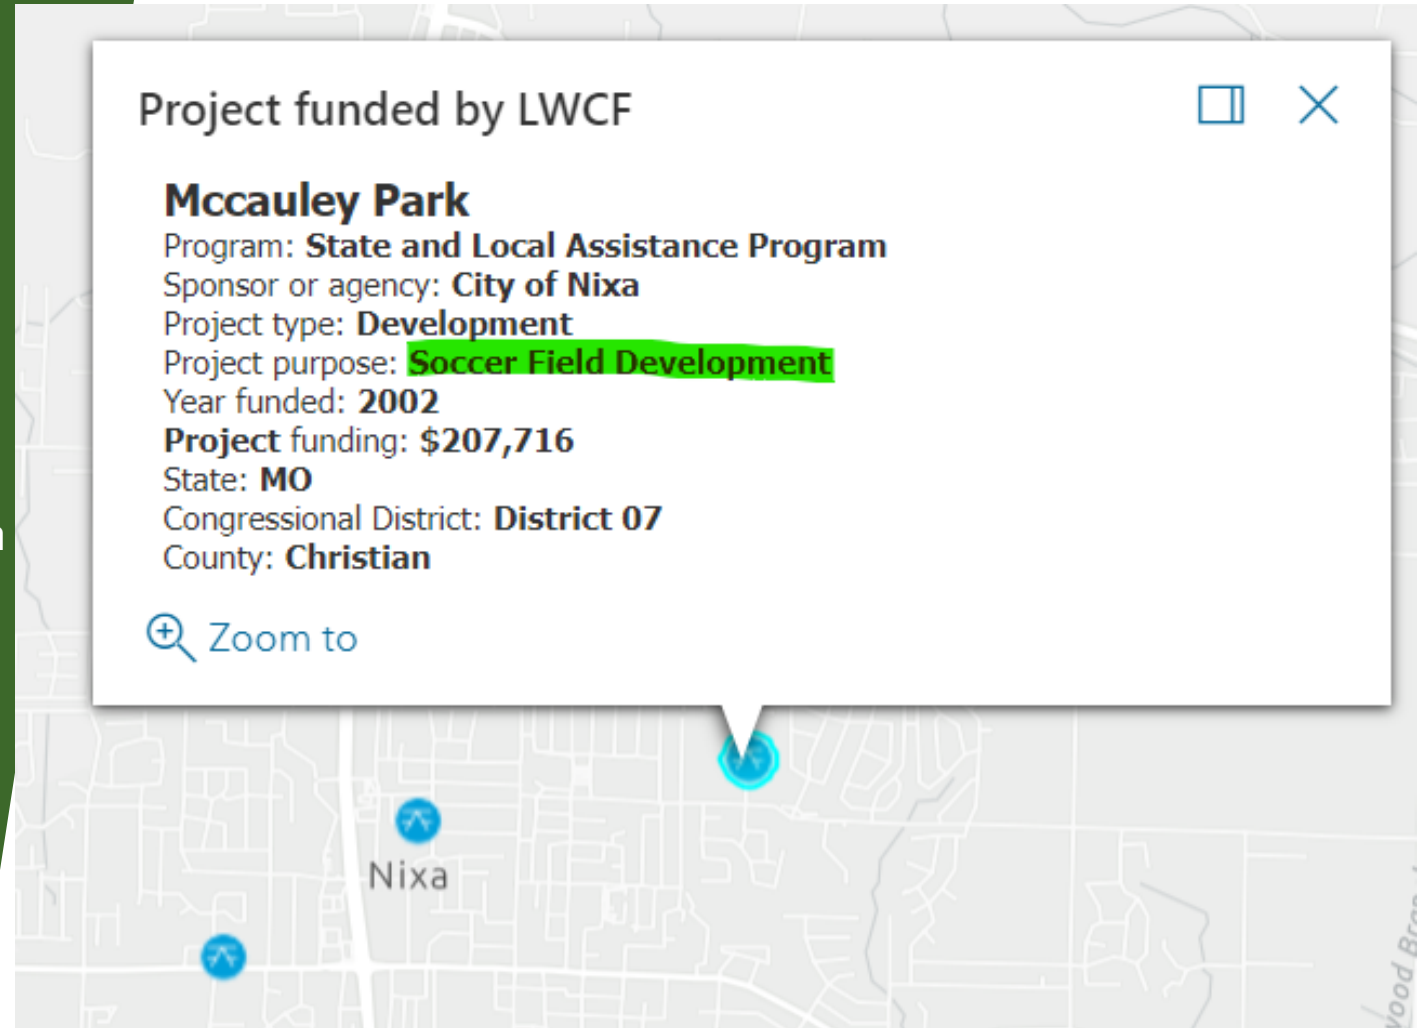 Project funded by LWCF
Mccauley Park
Program: State and Local Assistance Program
Sponsor or agency: City of Nixa
Project type: Development
Project purpose: Soccer Field Development
Year funded: 2002
Project funding: $207,716
State: MO
Congressional District: District 07
County: Christian
Zoom to
Nixa